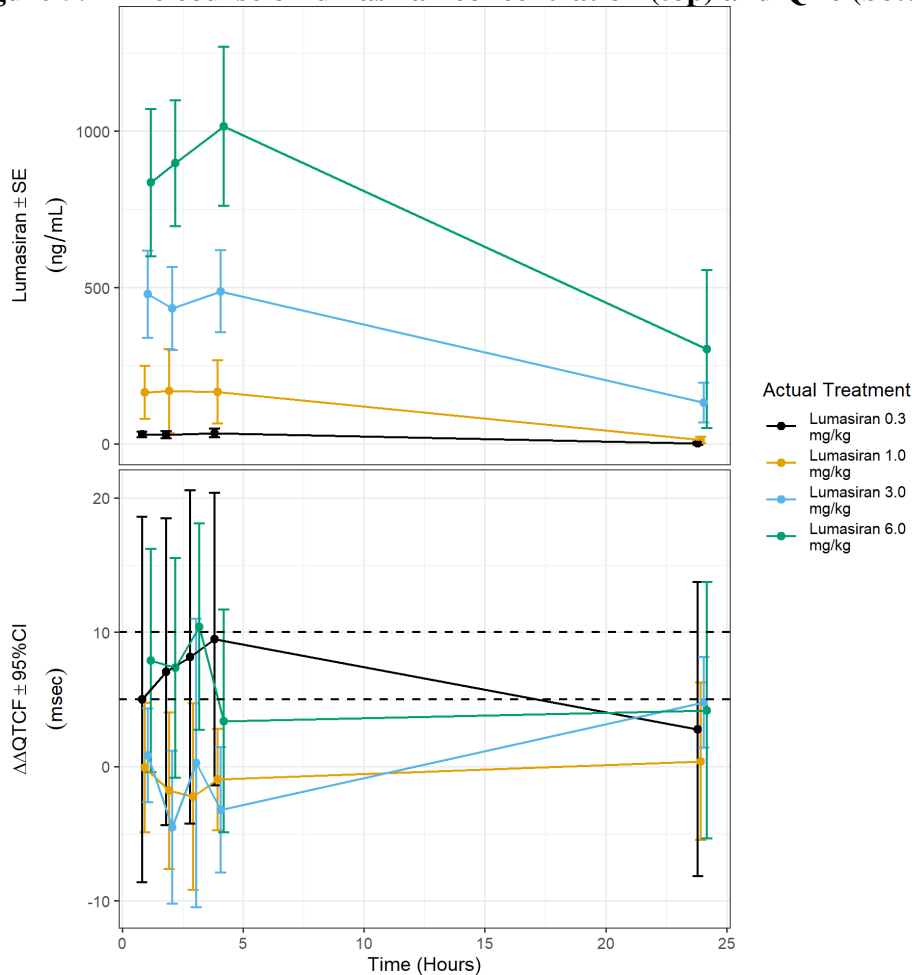 (top)
1000
500
0
Lumasiran ± SE
(ng/mL)
20
10
0
-10
ΔΔQTCF ± 95%CI
(msec)
0
5
10
15
20
25
Time (Hours)
Actual Treatment
Lumasiran 0.3
mg/kg
Lumasiran 1.0
mg/kg
Lumasiran 3.0
mg/kg
Lumasiran 6.0
mg/kg